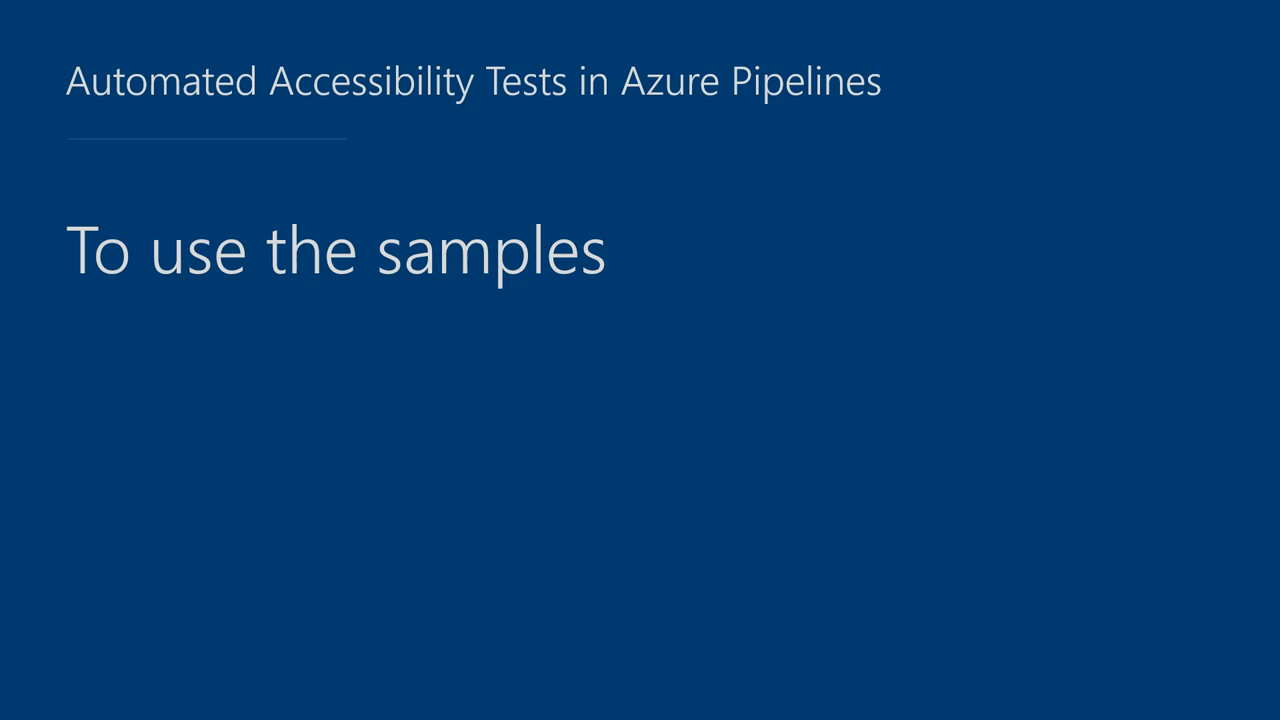 Automated Accessibility Tests in Azure Pipelines
To use the samples